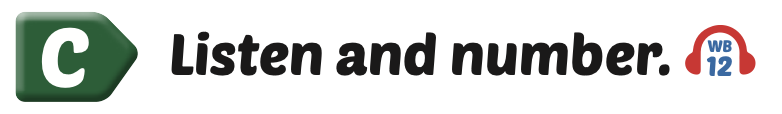 C Listen and number. WB
12